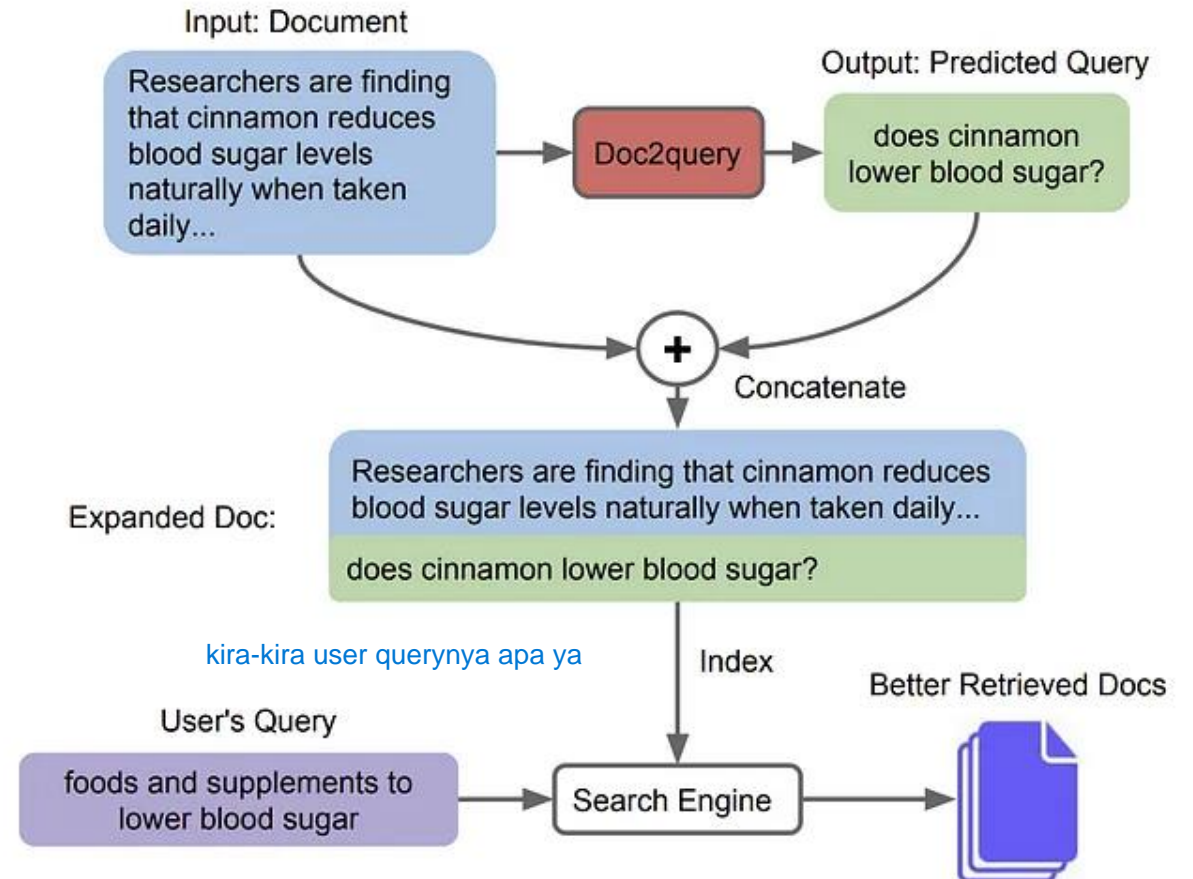 Input: Document
Researchers are finding
that cinnamon reduces
blood sugar levels
naturally when taken
daily...
Doc2query
Output: Predicted Query
does cinnamon
lower blood sugar?
+
Concatenate
Expanded Doc:
Researchers are finding that cinnamon reduces
blood sugar levels naturally when taken daily...
does cinnamon lower blood sugar?
kira-kira user querynya apa ya
Index
User's Query
foods and supplements to
lower blood sugar
Search Engine
Better Retrieved Docs